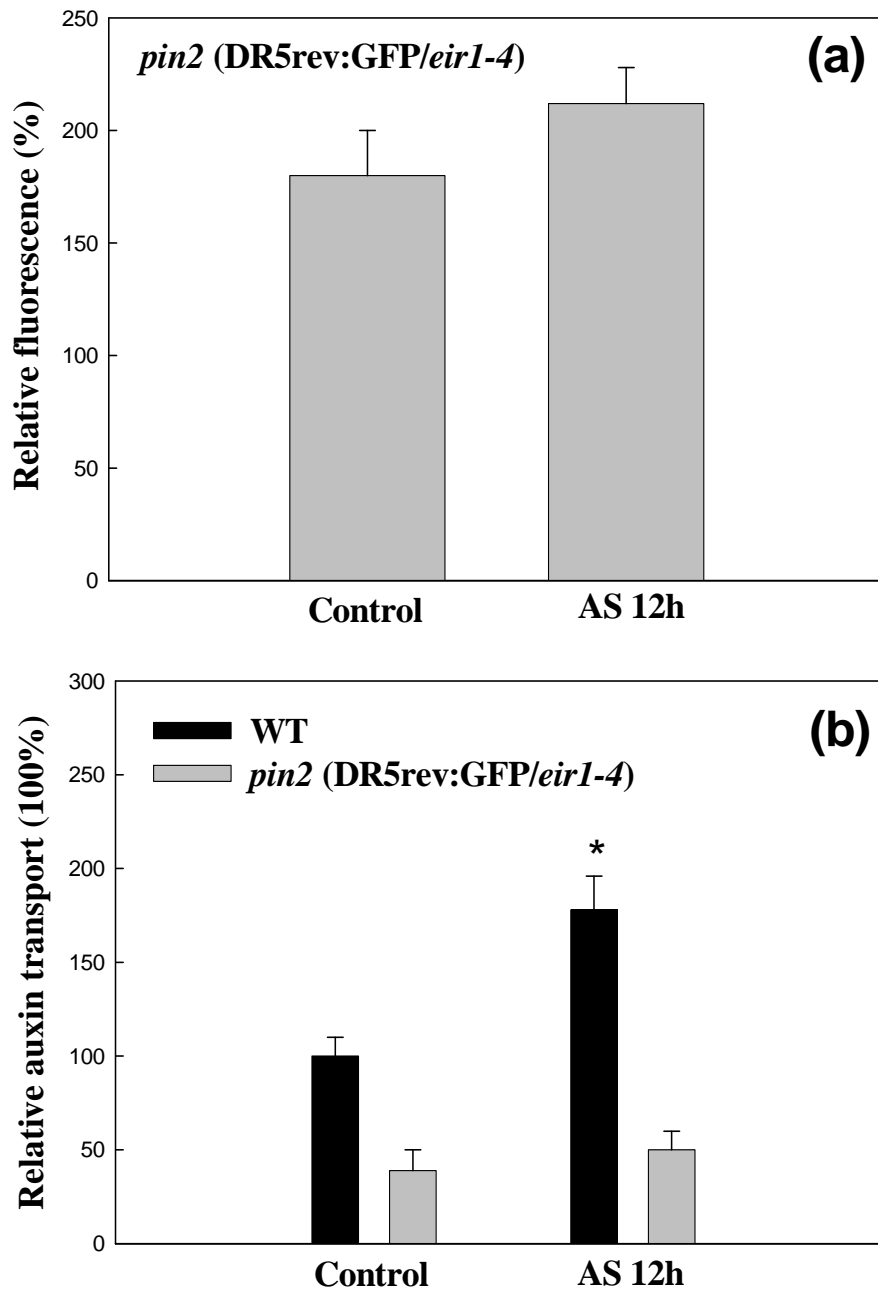 250
200
150
100
50
0
Relative fluorescence (%)
pin2 (DR5rev:GFP/eir1-4)
(a)
Control
AS 12h
300
250
200
150
100
50
0
Relative auxin transport (100%)
WT
pin2 (DR5rev:GFP/eir1-4)
(b)
*
Control
AS 12h